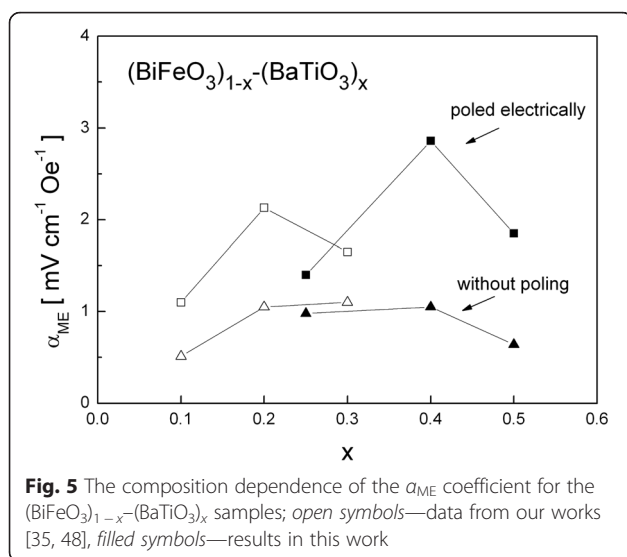 (BiFeO₃)₁₋ₓ-(BaTiO₃)ₓ
poled electrically
without poling
α_ME [ mV cm⁻¹ Oe⁻¹ ]
4
3
2
1
0
0.0 0.1 0.2 0.3 0.4 0.5 0.6
x
Fig. 5 The composition dependence of the α_ME coefficient for the
(BiFeO₃)₁ ₋ ₓ–(BaTiO₃)ₓ samples; open symbols—data from our works
[35, 48], filled symbols—results in this work